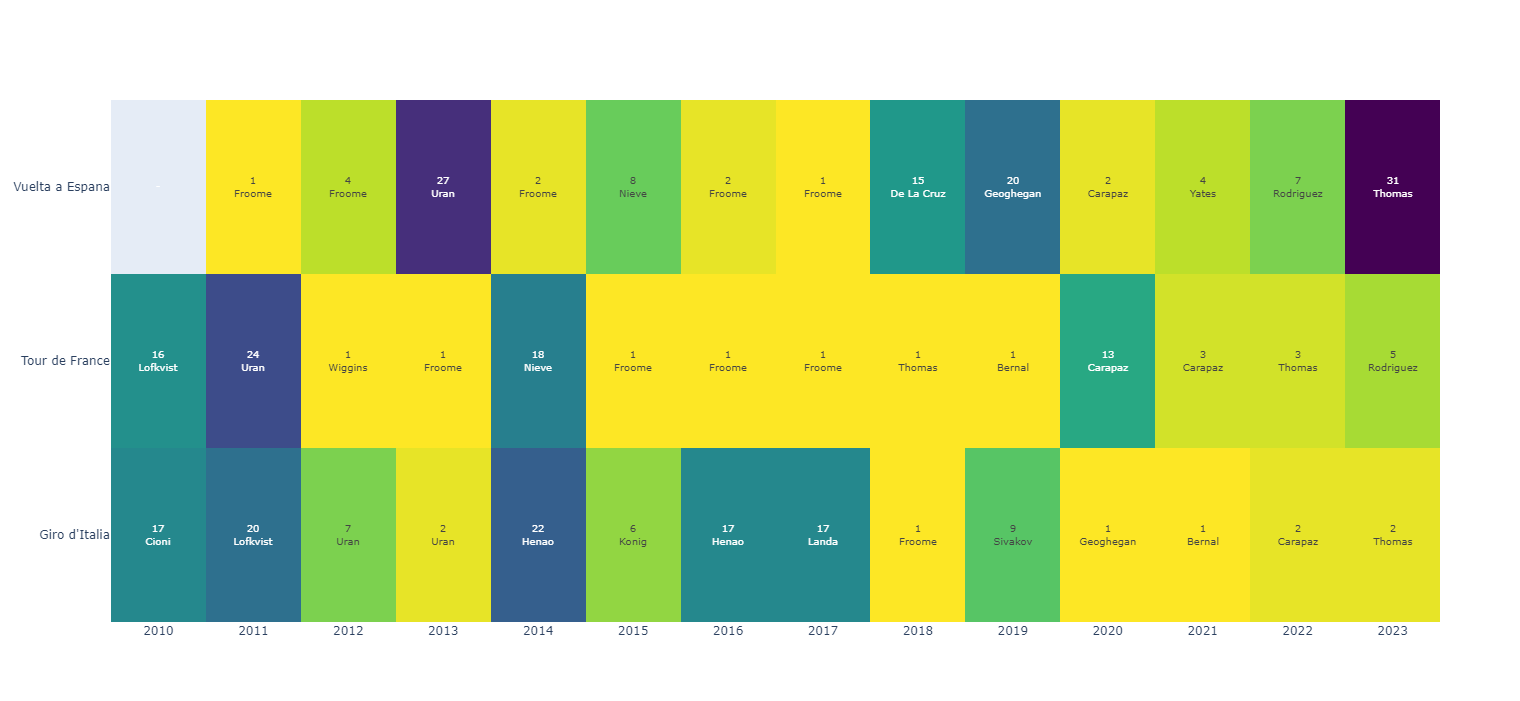 Vuelta a Espana
-
1
Froome
4
Froome
27
Uran
2
Froome
8
Nieve
2
Froome
1
Froome
15
De La Cruz
20
Geoghegan
2
Carapaz
4
Yates
7
Rodriguez
31
Thomas
Tour de France
16
Lofkvist
24
Uran
1
Wiggins
1
Froome
18
Nieve
1
Froome
1
Froome
1
Froome
1
Thomas
1
Bernal
13
Carapaz
3
Carapaz
3
Thomas
5
Rodriguez
Giro d'Italia
17
Cioni
20
Lofkvist
7
Uran
2
Uran
22
Henao
6
Konig
17
Henao
17
Landa
1
Froome
9
Sivakov
1
Geoghegan
1
Bernal
2
Carapaz
2
Thomas
2010 2011 2012 2013 2014 2015 2016 2017 2018 2019 2020 2021 2022 2023